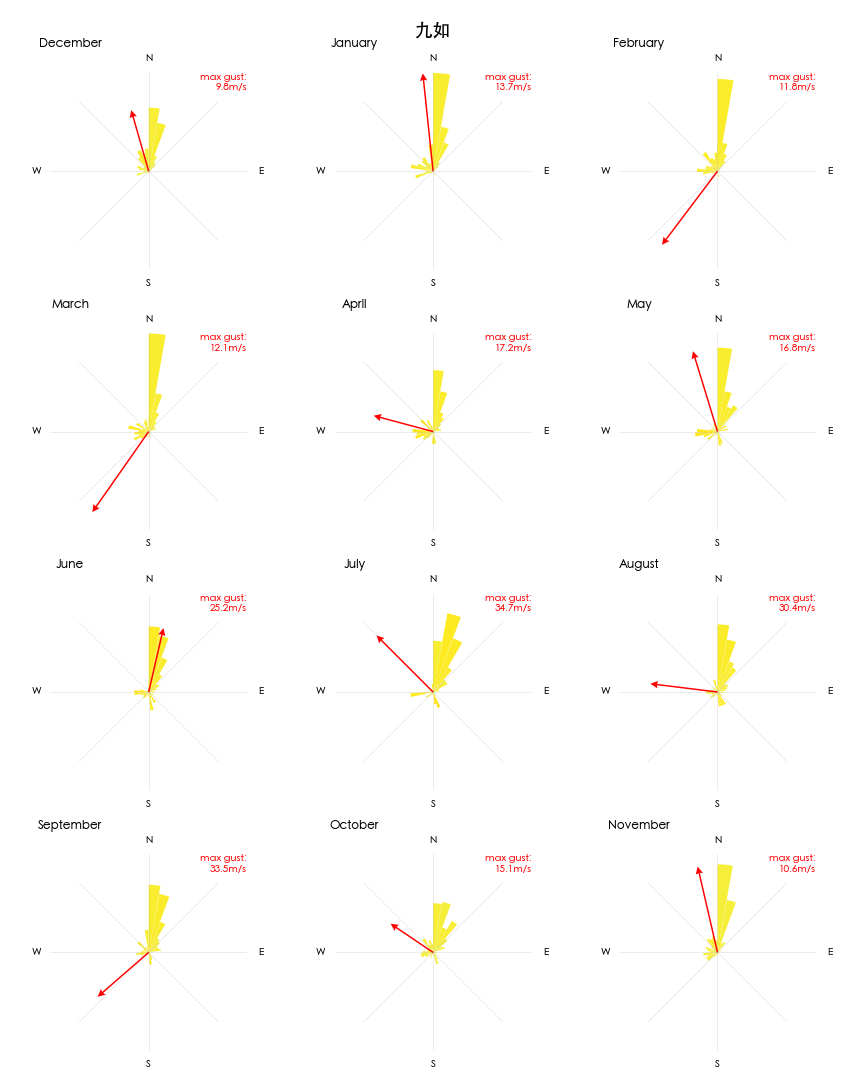 九如
December
N
max gust:
9.8m/s
W
E
S
January
N
max gust:
13.7m/s
W
E
S
February
N
max gust:
11.8m/s
W
E
S
March
N
max gust:
12.1m/s
W
E
S
April
N
max gust:
17.2m/s
W
E
S
May
N
max gust:
16.8m/s
W
E
S
June
N
max gust:
25.2m/s
W
E
S
July
N
max gust:
34.7m/s
W
E
S
August
N
max gust:
30.4m/s
W
E
S
September
N
max gust:
33.5m/s
W
E
S
October
N
max gust:
15.1m/s
W
E
S
November
N
max gust:
10.6m/s
W
E
S